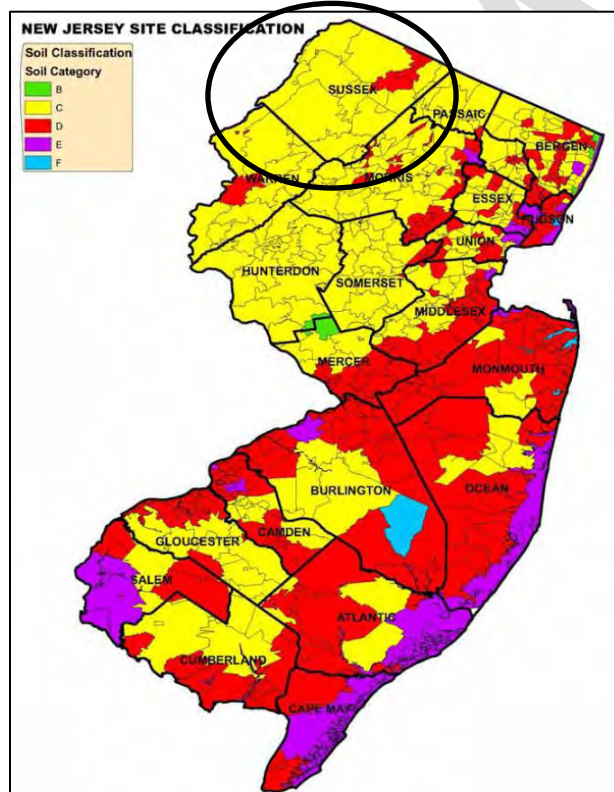 NEW JERSEY SITE CLASSIFICATION
Soil Classification
Soil Category
B
C
D
E
F
SUSSEX
PASSAIC
BERGEN
WARREN
MORRIS
ESSEX
HUDSON
UNION
HUNTERDON
SOMERSET
MIDDLESEX
MERCER
MONMOUTH
BURLINGTON
OCEAN
CAMDEN
GLOUCESTER
SALEM
ATLANTIC
CUMBERLAND
CAPE MAY